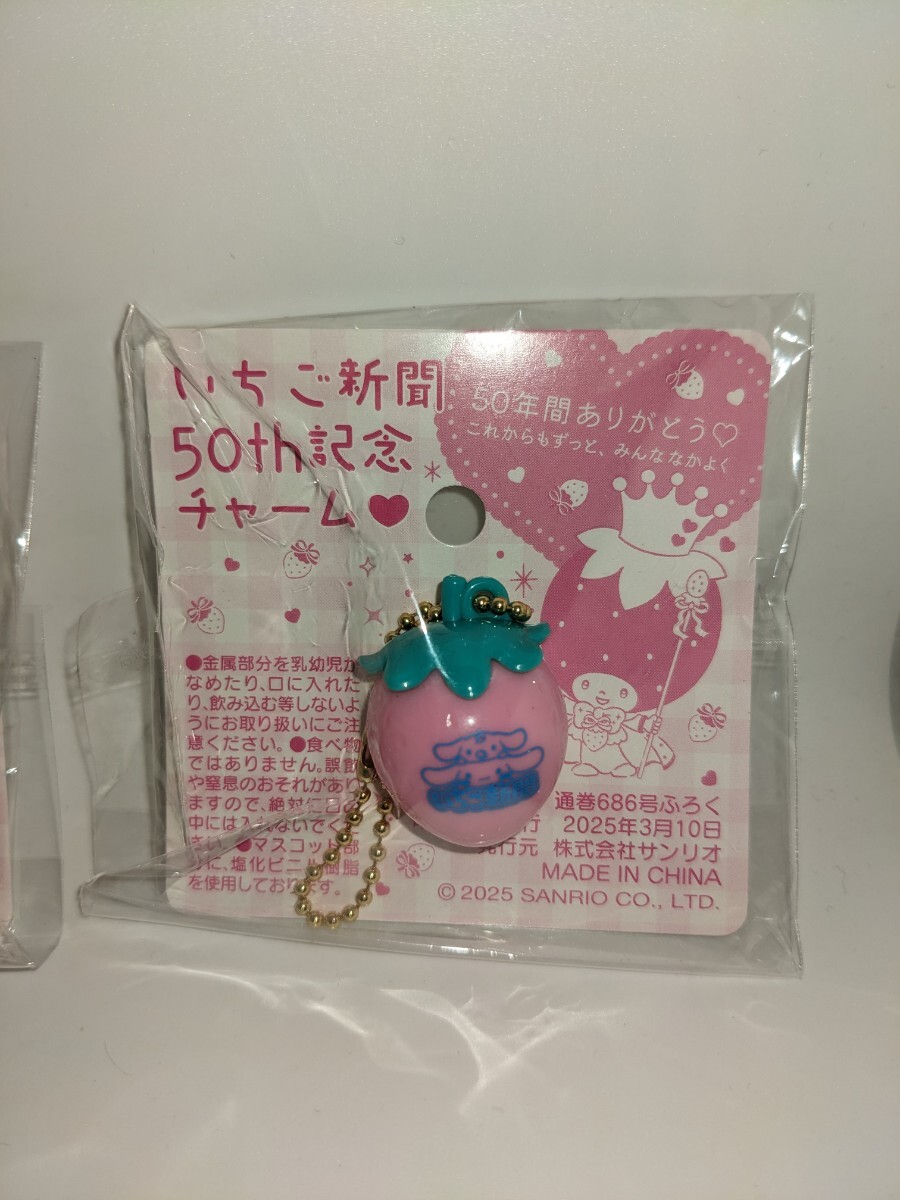 いちご新聞
50th記念
チャーム♥
50年間ありがとう♡
これからもずっと、みんななかよく
●金属部分を乳幼児が
なめたり、口に入れた
り、飲み込む等しないよ
うにお取り扱いにご注
意ください。●食べ物
ではありません。誤飲
や窒息のおそれがあり
ますので、絶対に口の
中には入れないでくだ
さい。●マスコット部
分に、塩化ビニル樹脂
を使用しております。
通巻686号ふろく
行 2025年3月10日
発行元 株式会社サンリオ
MADE IN CHINA
© 2025 SANRIO CO., LTD.